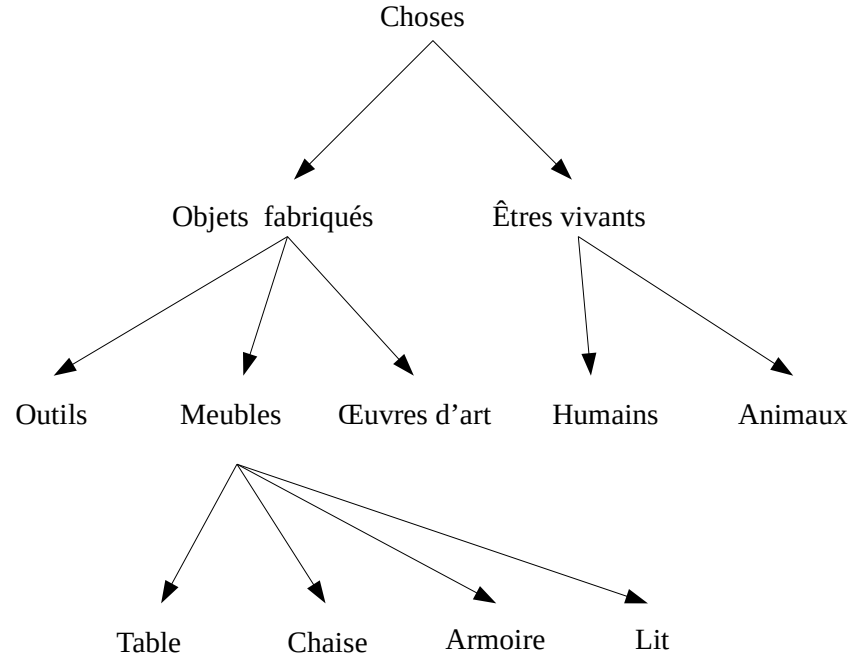 Choses
Objets fabriqués Êtres vivants
Outils Meubles Œuvres d’art Humains Animaux
Table Chaise Armoire Lit